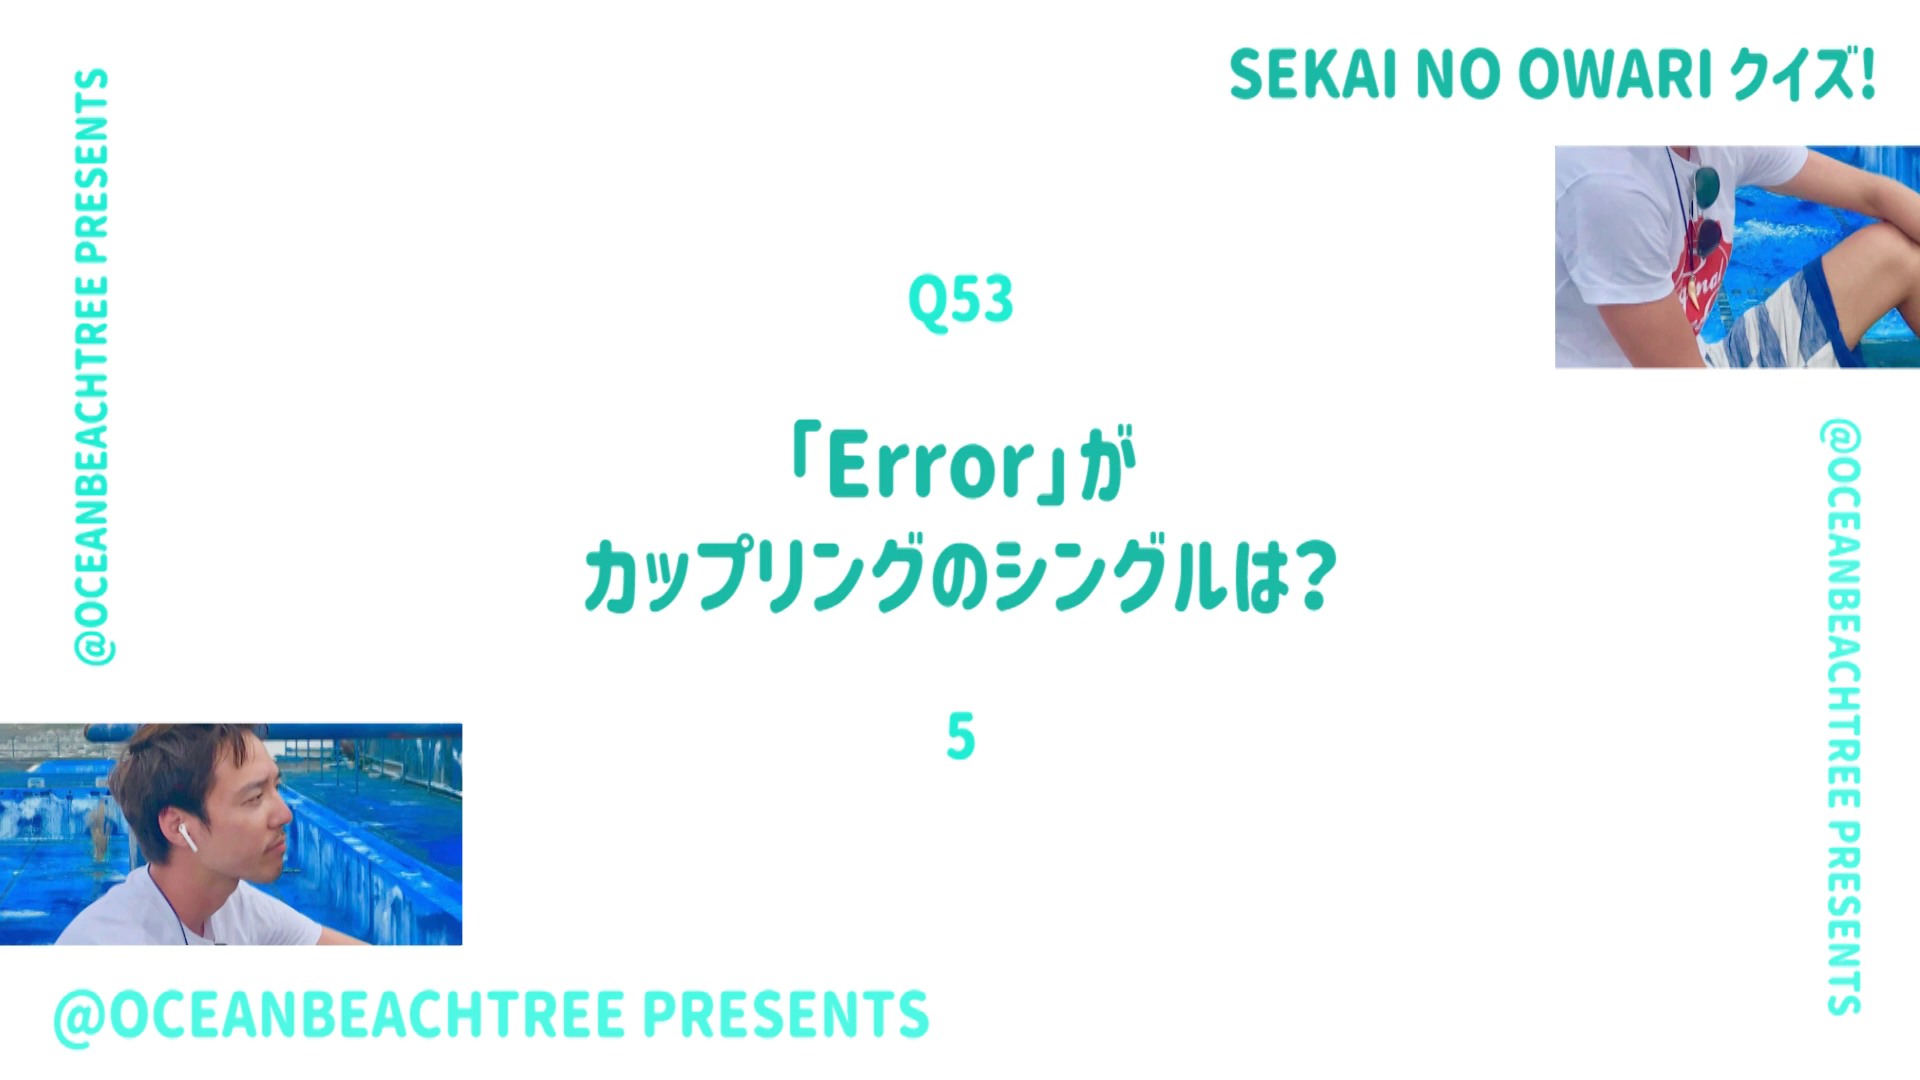 SEKAI NO OWARI クイズ!
@OCEANBEACHTREE PRESENTS
Q53
「Error」が
カップリングのシングルは?
5
@OCEANBEACHTREE PRESENTS
@OCEANBEACHTREE PRESENTS